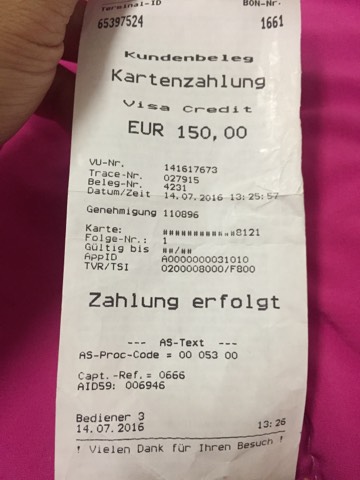 Terminal-ID BON-Nr.
65397524 1661
Kundenbeleg
Kartenzahlung
Visa Credit
EUR 150,00
VU-Nr. 141617673
Trace-Nr. 027915
Beleg-Nr. 4231
Datum/Zeit 14.07.2016 13:25:57
Genehmigung 110896
Karte: ############8121
Folge-Nr.: 1
Gültig bis ##/##
AppID A0000000031010
TVR/TSI 0200008000/F800
Zahlung erfolgt
--- AS-Text ---
AS-Proc-Code = 00 053 00
Capt.-Ref.= 0666
AID59: 006946
Bediener 3
14.07.2016 13:26
! Vielen Dank für Ihren Besuch !